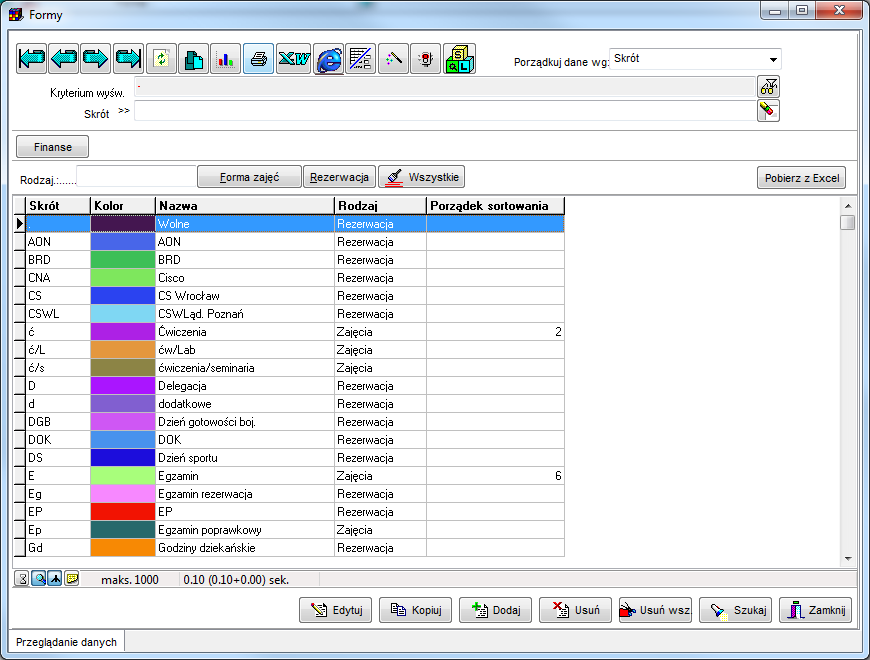 Formy
Porządkuj dane wg: Skrót
Kryterium wyśw.
Skrót >>
Finanse
Rodzaj.:...... Forma zajęć Rezerwacja Wszystkie Pobierz z Excel
Skrót Kolor Nazwa Rodzaj Porządek sortowania
. Wolne Rezerwacja
AON AON Rezerwacja
BRD BRD Rezerwacja
CNA Cisco Rezerwacja
CS CS Wrocław Rezerwacja
CSWL CSWLąd. Poznań Rezerwacja
ć Ćwiczenia Zajęcia 2
ć/L ćw/Lab Zajęcia
ć/s ćwiczenia/seminaria Zajęcia
D Delegacja Rezerwacja
d dodatkowe Rezerwacja
DGB Dzień gotowości boj. Rezerwacja
DOK DOK Rezerwacja
DS Dzień sportu Rezerwacja
E Egzamin Zajęcia 6
Eg Egzamin rezerwacja Rezerwacja
EP EP Rezerwacja
Ep Egzamin poprawkowy Zajęcia
Gd Godziny dziekańskie Rezerwacja
maks. 1000 0.10 (0.10+0.00) sek.
Edytuj Kopiuj Dodaj Usuń Usuń wsz. Szukaj Zamknij
Przeglądanie danych